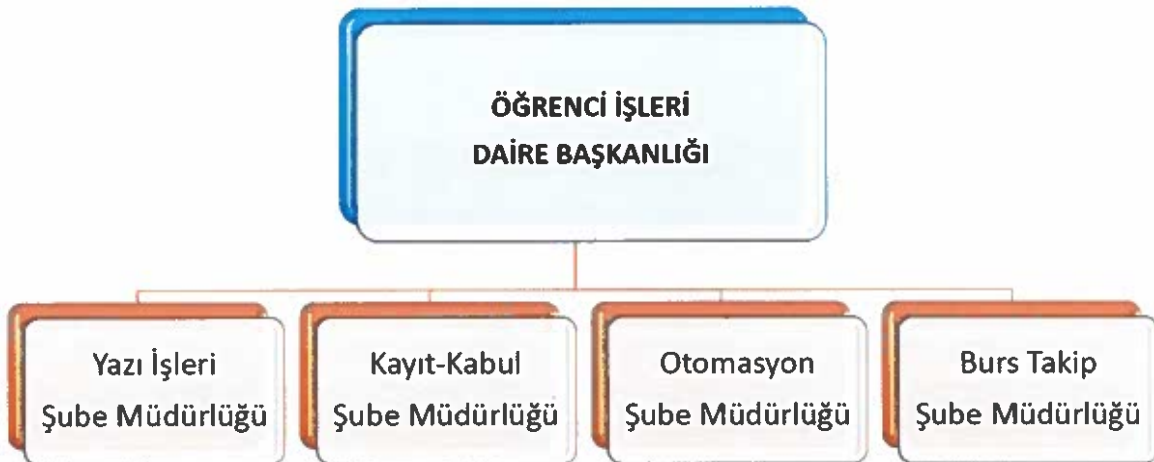 ÖĞRENCİ İŞLERİ
DAİRE BAŞKANLIĞI
Yazı İşleri
Şube Müdürlüğü
Kayıt-Kabul
Şube Müdürlüğü
Otomasyon
Şube Müdürlüğü
Burs Takip
Şube Müdürlüğü